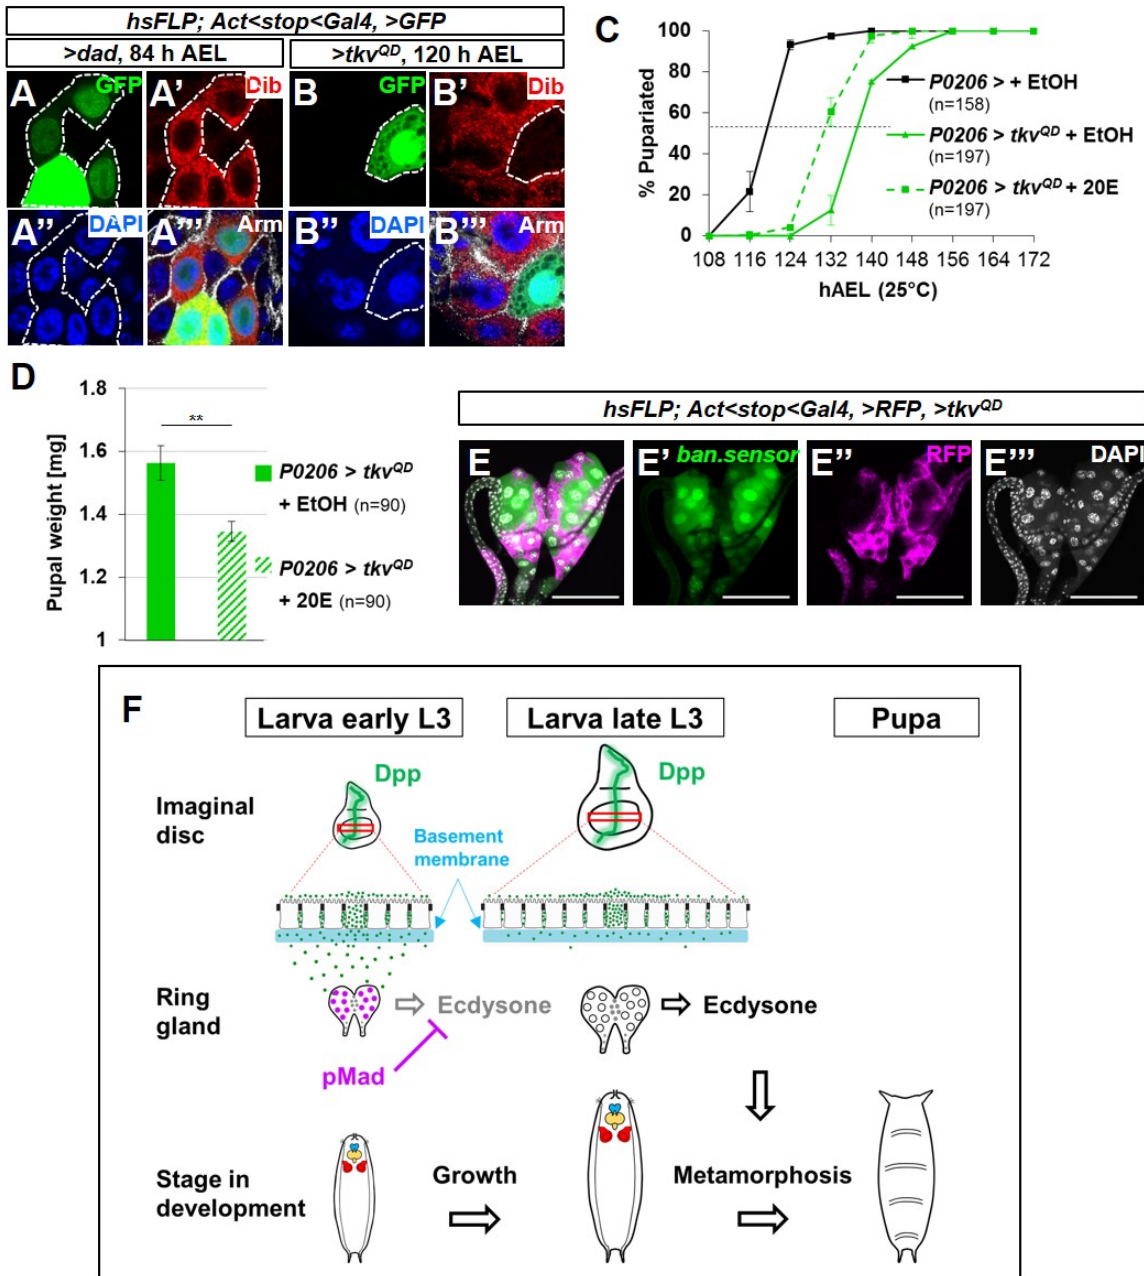 hsFLP; Act<stop<Gal4, >GFP
>dad, 84 h AEL
>tkvQD, 120 h AEL
A
GFP
A'
Dib
B
GFP
B'
Dib
A''
DAPI
A'''
Arm
B''
DAPI
B'''
Arm
C
% Pupariated
100
80
60
40
20
0
108 116 124 132 140 148 156 164 172
hAEL (25°C)
P0206 > + EtOH
(n=158)
P0206 > tkvQD + EtOH
(n=197)
P0206 > tkvQD + 20E
(n=197)
D
Pupal weight [mg]
1.8
1.6
1.4
1.2
1
**
P0206 > tkvQD
+ EtOH (n=90)
P0206 > tkvQD
+ 20E (n=90)
hsFLP; Act<stop<Gal4, >RFP, >tkvQD
E
E' ban.sensor
E'' RFP
E''' DAPI
F
Larva early L3
Larva late L3
Pupa
Imaginal
disc
Dpp
Dpp
Basement
membrane
Ring
gland
Ecdysone
Ecdysone
pMad
Stage in
development
Growth
Metamorphosis